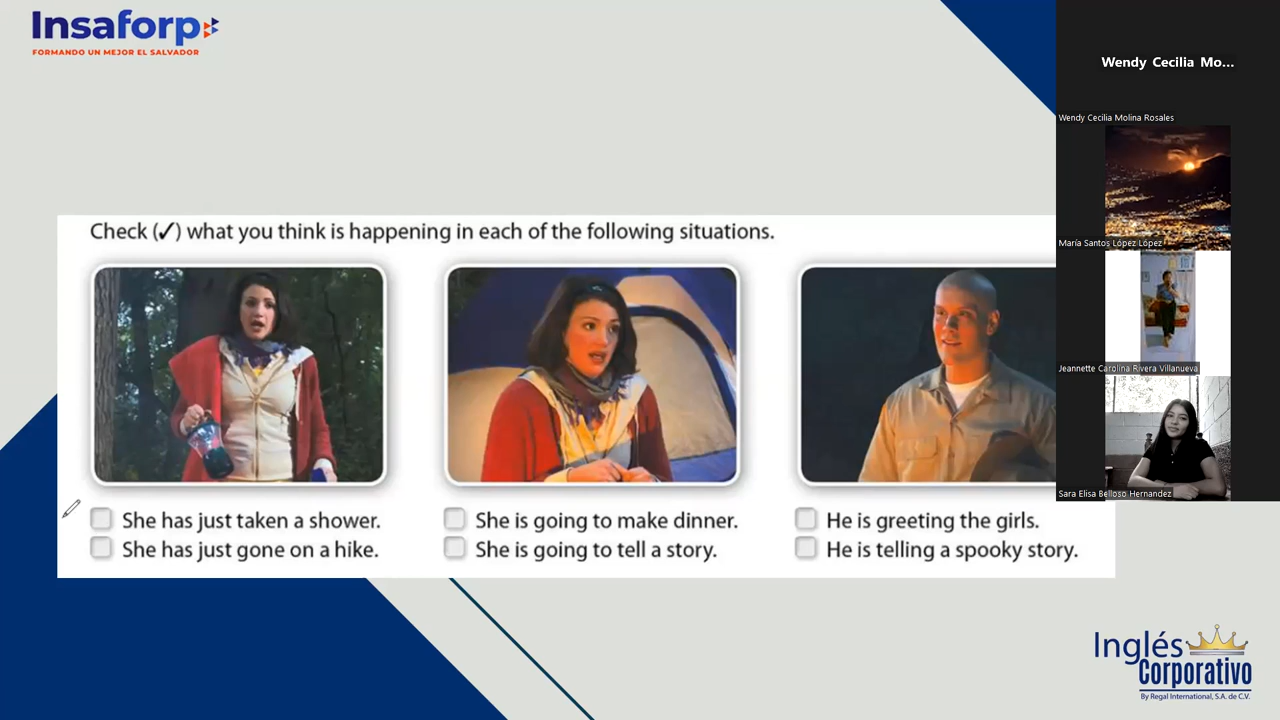 Insaforp
FORMANDO UN MEJOR EL SALVADOR
Wendy Cecilia Mo...
Wendy Cecilia Molina Rosales
María Santos López López
Jeannette Carolina Rivera Villanueva
Sara Elisa Belloso Hernandez
Check (✓) what you think is happening in each of the following situations.
She has just taken a shower.
She has just gone on a hike.
She is going to make dinner.
She is going to tell a story.
He is greeting the girls.
He is telling a spooky story.
Inglés
Corporativo
By Regal International, S.A. de C.V.